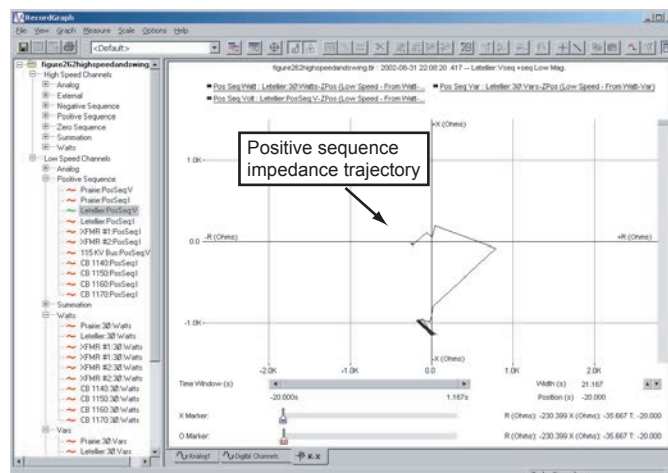 RecordGraph
File View Graph Measure Scale Options Help
<Default>
figure262highspeedandswing
High Speed Channels
Analog
External
Negative Sequence
Positive Sequence
Zero Sequence
Summation
Watts
Low Speed Channels
Analog
Positive Sequence
Prairie:PosSeqV
Prairie:PosSeqI
Letellier:PosSeqV
Letellier:PosSeqI
XFMR #1:PosSeqI
XFMR #2:PosSeqI
115 KV Bus:PosSeqV
CB 1140:PosSeqI
CB 1150:PosSeqI
CB 1160:PosSeqI
CB 1170:PosSeqI
Summation
Watts
Prairie:3Ø:Watts
Letellier:3Ø:Watts
XFMR #1:3Ø:Watts
XFMR #2:3Ø:Watts
XFMR #2:3Ø:Watts
CB 1140:3Ø:Watts
CB 1150:3Ø:Watts
CB 1160:3Ø:Watts
CB 1170:3Ø:Watts
Vars
Prairie:3Ø:Vars
Letellier:3Ø:Vars
figure262highspeedandswing.tlr : 2002-08-31 22:08:20 .417 -- Letellier:Vseq +seq Low Mag.
Pos Seq Watt : Letellier:3Ø:Watts-ZPos (Low Speed - From Watt-...
Pos Seq Var : Letellier:3Ø:Vars-ZPos (Low Speed - From Watt-Var)
Pos Seq Volt : Letellier:PosSeqV-ZPos (Low Speed - From Watt-...
+X (Ohms)
Positive sequence
impedance trajectory
1.0K
0.0
-R (Ohms)
+R (Ohms)
-1.0K
-X (Ohms)
-2.0K -1.0K 0.0 1.0K 2.0K
Time Window (s)
Width (s) 21.167
-20.000s
1.167s
Position (s) -20.000
X Marker:
R (Ohms): -230.399 X (Ohms): -35.667 T: -20.000
O Marker:
R (Ohms): -230.399 X (Ohms): -35.667 T: -20.000
Analog1 Digital Channels R-X